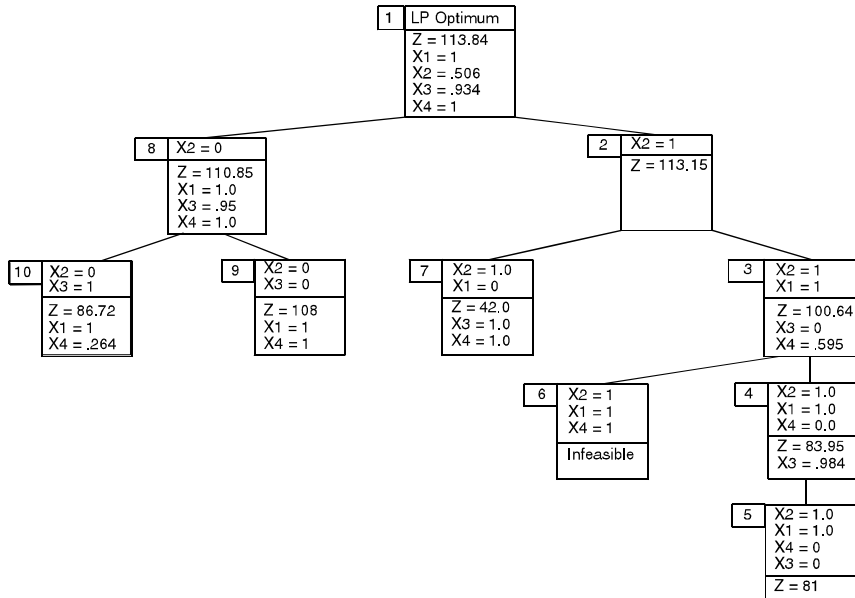 1 LP Optimum
Z = 113.84
X1 = 1
X2 = .506
X3 = .934
X4 = 1
8 X2 = 0
Z = 110.85
X1 = 1.0
X3 = .95
X4 = 1.0
2 X2 = 1
Z = 113.15
10 X2 = 0
X3 = 1
Z = 86.72
X1 = 1
X4 = .264
9 X2 = 0
X3 = 0
Z = 108
X1 = 1
X4 = 1
7 X2 = 1.0
X1 = 0
Z = 42.0
X3 = 1.0
X4 = 1.0
3 X2 = 1
X1 = 1
Z = 100.64
X3 = 0
X4 = .595
6 X2 = 1
X1 = 1
X4 = 1
Infeasible
4 X2 = 1.0
X1 = 1.0
X4 = 0.0
Z = 83.95
X3 = .984
5 X2 = 1.0
X1 = 1.0
X4 = 0
X3 = 0
Z = 81